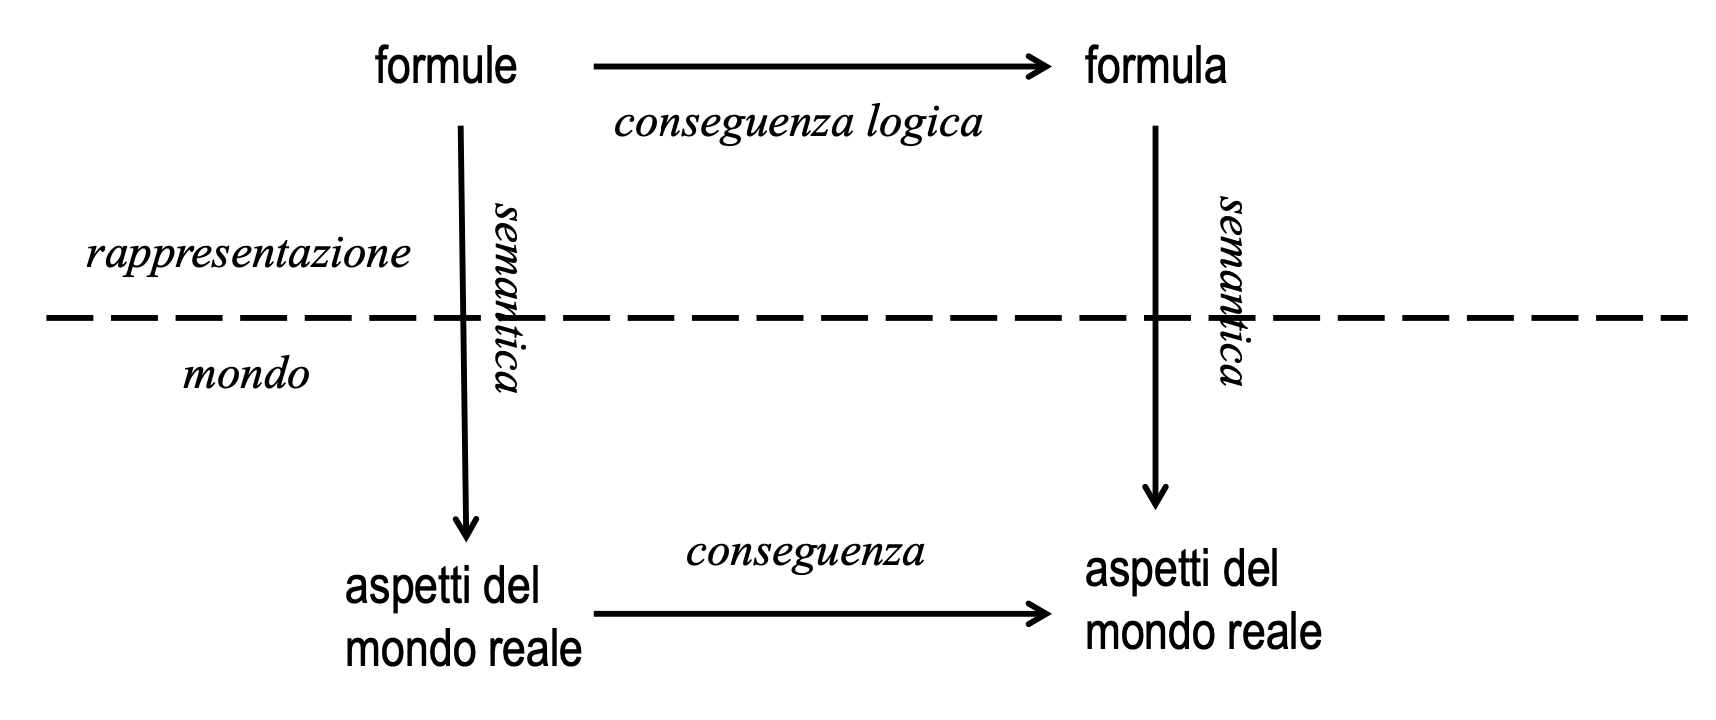 formule
formula
conseguenza logica
semantica
semantica
rappresentazione
mondo
conseguenza
aspetti del
mondo reale
aspetti del
mondo reale